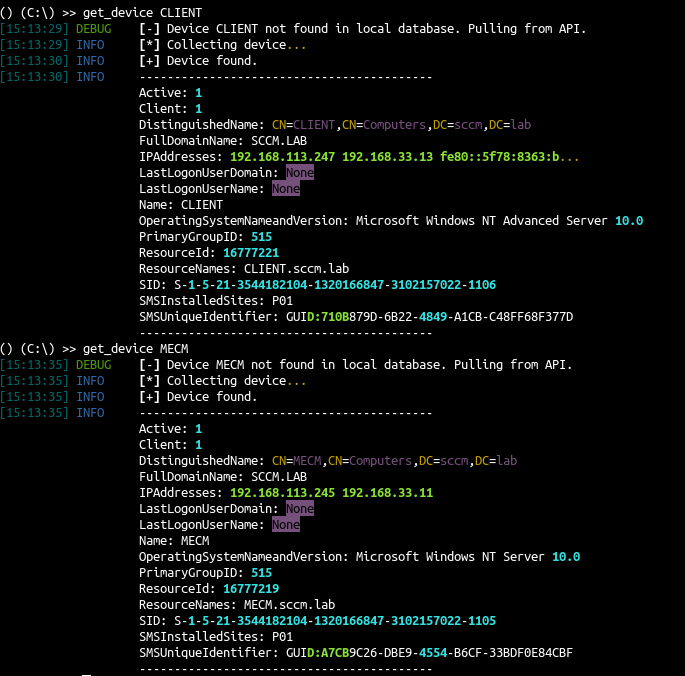 () (C:\) >> get_device CLIENT
[15:13:29] DEBUG    [-] Device CLIENT not found in local database. Pulling from API.
[15:13:29] INFO     [*] Collecting device...
[15:13:30] INFO     [+] Device found.
[15:13:30] INFO     ------------------------------------------
Active: 1
Client: 1
DistinguishedName: CN=CLIENT,CN=Computers,DC=sccm,DC=lab
FullDomainName: SCCM.LAB
IPAddresses: 192.168.113.247 192.168.33.13 fe80::5f78:8363:b...
LastLogonUserDomain: None
LastLogonUserName: None
Name: CLIENT
OperatingSystemNameandVersion: Microsoft Windows NT Advanced Server 10.0
PrimaryGroupID: 515
ResourceId: 16777221
ResourceNames: CLIENT.sccm.lab
SID: S-1-5-21-3544182104-1320166847-3102157022-1106
SMSInstalledSites: P01
SMSUniqueIdentifier: GUID:710B879D-6B22-4849-A1CB-C48FF68F377D
------------------------------------------
() (C:\) >> get_device MECM
[15:13:35] DEBUG    [-] Device MECM not found in local database. Pulling from API.
[15:13:35] INFO     [*] Collecting device...
[15:13:35] INFO     [+] Device found.
[15:13:35] INFO     ------------------------------------------
Active: 1
Client: 1
DistinguishedName: CN=MECM,CN=Computers,DC=sccm,DC=lab
FullDomainName: SCCM.LAB
IPAddresses: 192.168.113.245 192.168.33.11
LastLogonUserDomain: None
LastLogonUserName: None
Name: MECM
OperatingSystemNameandVersion: Microsoft Windows NT Server 10.0
PrimaryGroupID: 515
ResourceId: 16777219
ResourceNames: MECM.sccm.lab
SID: S-1-5-21-3544182104-1320166847-3102157022-1105
SMSInstalledSites: P01
SMSUniqueIdentifier: GUID:A7CB9C26-DBE9-4554-B6CF-33BDF0E84CBF
------------------------------------------